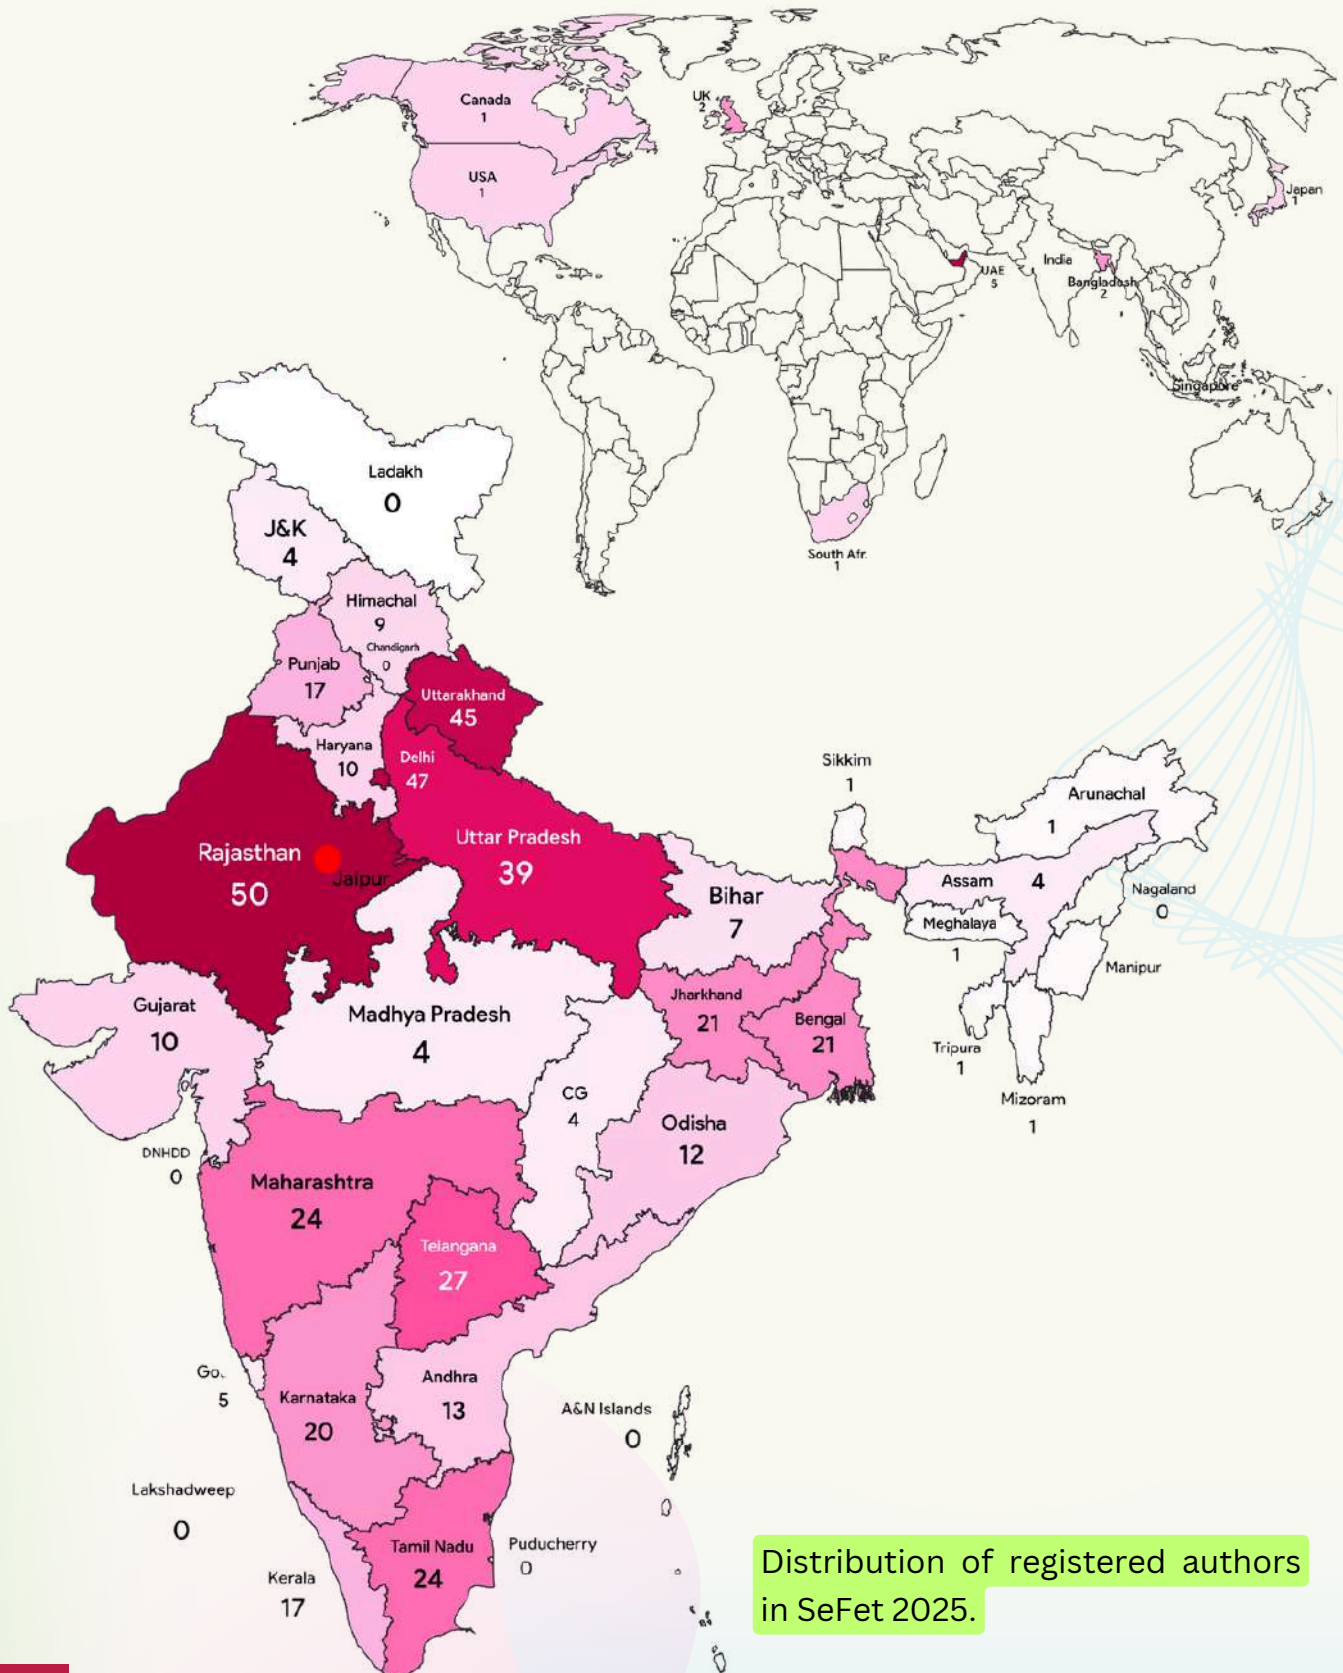 Canada
1
USA
1
UK
2
Japan
1
India
UAE
5
Bangladesh
2
Singapore
South Afr.
1
Ladakh
0
J&K
4
Himachal
9
Chandigarh
0
Punjab
17
Uttarakhand
45
Haryana
10
Delhi
47
Sikkim
1
Arunachal
1
Rajasthan
50
Jaipur
Uttar Pradesh
39
Bihar
7
Assam 4
Nagaland
0
Meghalaya
1
Manipur
Gujarat
10
Madhya Pradesh
4
Jharkhand
21
Bengal
21
Tripura
1
Mizoram
1
CG
4
Odisha
12
DNHDD
0
Maharashtra
24
Telangana
27
Go
5
Karnataka
20
Andhra
13
A&N Islands
0
Lakshadweep
0
Tamil Nadu
24
Puducherry
0
Kerala
17
Distribution of registered authors
in SeFet 2025.